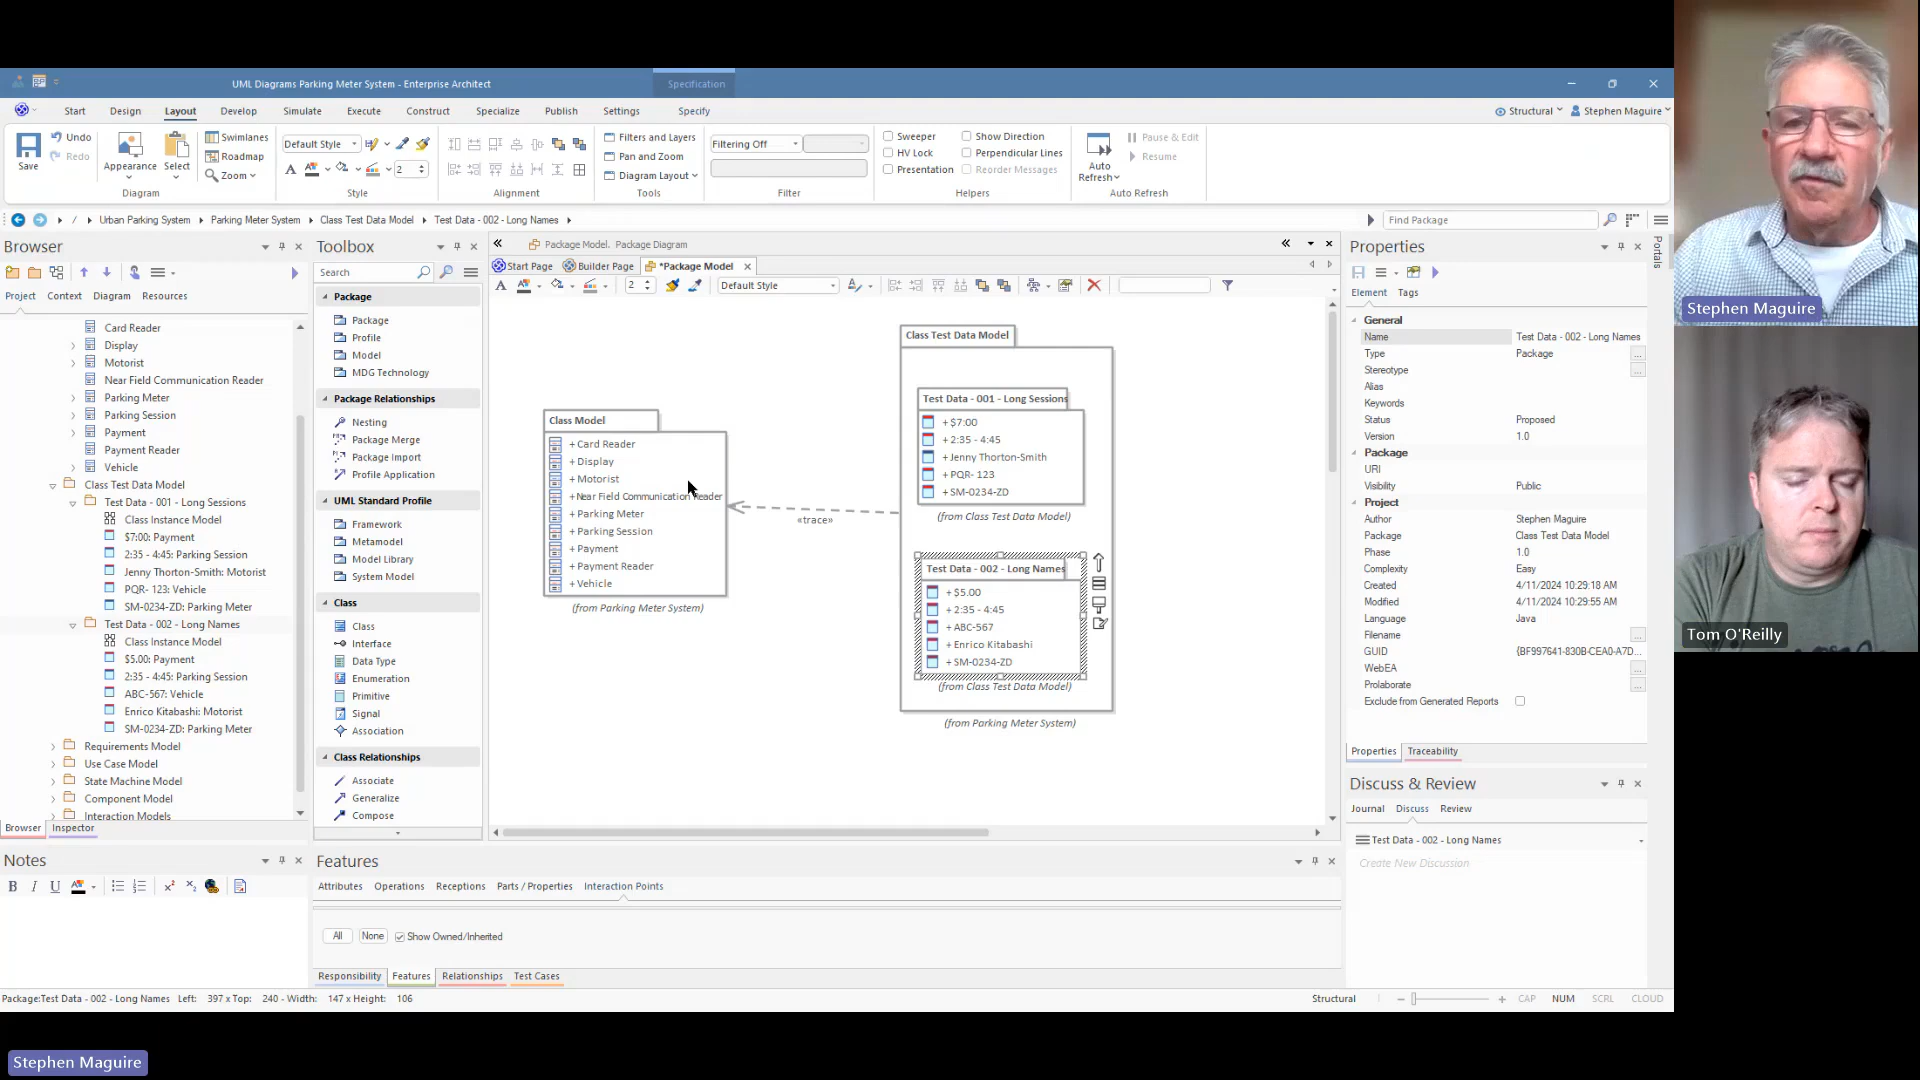 UML Diagrams Parking Meter System - Enterprise Architect
Specification
Start Design Layout Develop Simulate Execute Construct Specialize Publish Settings Specify
Structural Stephen Maguire
Save
Undo
Redo
Appearance
Select
Swimlanes
Roadmap
Zoom
Diagram
Default Style
2
Style
Alignment
Filters and Layers
Pan and Zoom
Diagram Layout
Tools
Filtering Off
Filter
Sweeper
HV Lock
Presentation
Show Direction
Perpendicular Lines
Reorder Messages
Helpers
Auto Refresh
Pause & Edit
Resume
Auto Refresh
/ Urban Parking System Parking Meter System Class Test Data Model Test Data - 002 - Long Names
Find Package
Portals
Browser
Project Context Diagram Resources
Card Reader
Display
Motorist
Near Field Communication Reader
Parking Meter
Parking Session
Payment
Payment Reader
Vehicle
Class Test Data Model
Test Data - 001 - Long Sessions
Class Instance Model
$7:00: Payment
2:35 - 4:45: Parking Session
Jenny Thorton-Smith: Motorist
PQR- 123: Vehicle
SM-0234-ZD: Parking Meter
Test Data - 002 - Long Names
Class Instance Model
$5.00: Payment
2:35 - 4:45: Parking Session
ABC-567: Vehicle
Enrico Kitabashi: Motorist
SM-0234-ZD: Parking Meter
Requirements Model
Use Case Model
State Machine Model
Component Model
Interaction Models
Browser Inspector
Toolbox
Search
Package
Package
Profile
Model
MDG Technology
Package Relationships
Nesting
Package Merge
Package Import
Profile Application
UML Standard Profile
Framework
Metamodel
Model Library
System Model
Class
Class
Interface
Data Type
Enumeration
Primitive
Signal
Association
Class Relationships
Associate
Generalize
Compose
Package Model. Package Diagram
Start Page Builder Page *Package Model
2 Default Style
Class Model
+ Card Reader
+ Display
+ Motorist
+ Near Field Communication Reader
+ Parking Meter
+ Parking Session
+ Payment
+ Payment Reader
+ Vehicle
(from Parking Meter System)
«trace»
Class Test Data Model
Test Data - 001 - Long Sessions
+ $7:00
+ 2:35 - 4:45
+ Jenny Thorton-Smith
+ PQR- 123
+ SM-0234-ZD
(from Class Test Data Model)
Test Data - 002 - Long Names
+ $5.00
+ 2:35 - 4:45
+ ABC-567
+ Enrico Kitabashi
+ SM-0234-ZD
(from Class Test Data Model)
(from Parking Meter System)
Properties
Element Tags
General
Name Test Data - 002 - Long Names
Type Package
Stereotype
Alias
Keywords
Status Proposed
Version 1.0
Package
URI
Visibility Public
Project
Author Stephen Maguire
Package Class Test Data Model
Phase 1.0
Complexity Easy
Created 4/11/2024 10:29:18 AM
Modified 4/11/2024 10:29:55 AM
Language Java
Filename
GUID {BF997641-830B-CEA0-A7D...
WebEA
Prolaborate
Exclude from Generated Reports
Properties Traceability
Discuss & Review
Journal Discuss Review
Test Data - 002 - Long Names
Create New Discussion
Notes
B I U
Features
Attributes Operations Receptions Parts / Properties Interaction Points
All None Show Owned/Inherited
Responsibility Features Relationships Test Cases
Package:Test Data - 002 - Long Names Left: 397 x Top: 240 - Width: 147 x Height: 106
Structural CAP NUM SCRL CLOUD
Stephen Maguire
Tom O'Reilly
Stephen Maguire